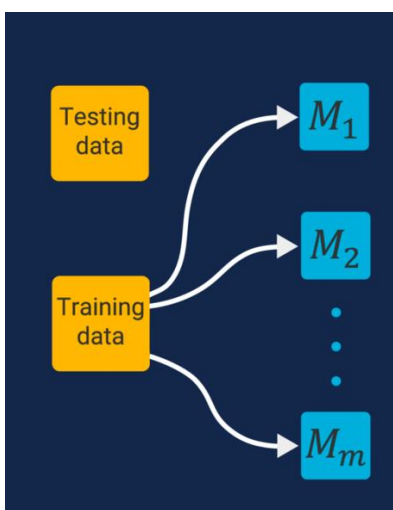 Testing
data
M₁
M₂
Training
data
Mₘ